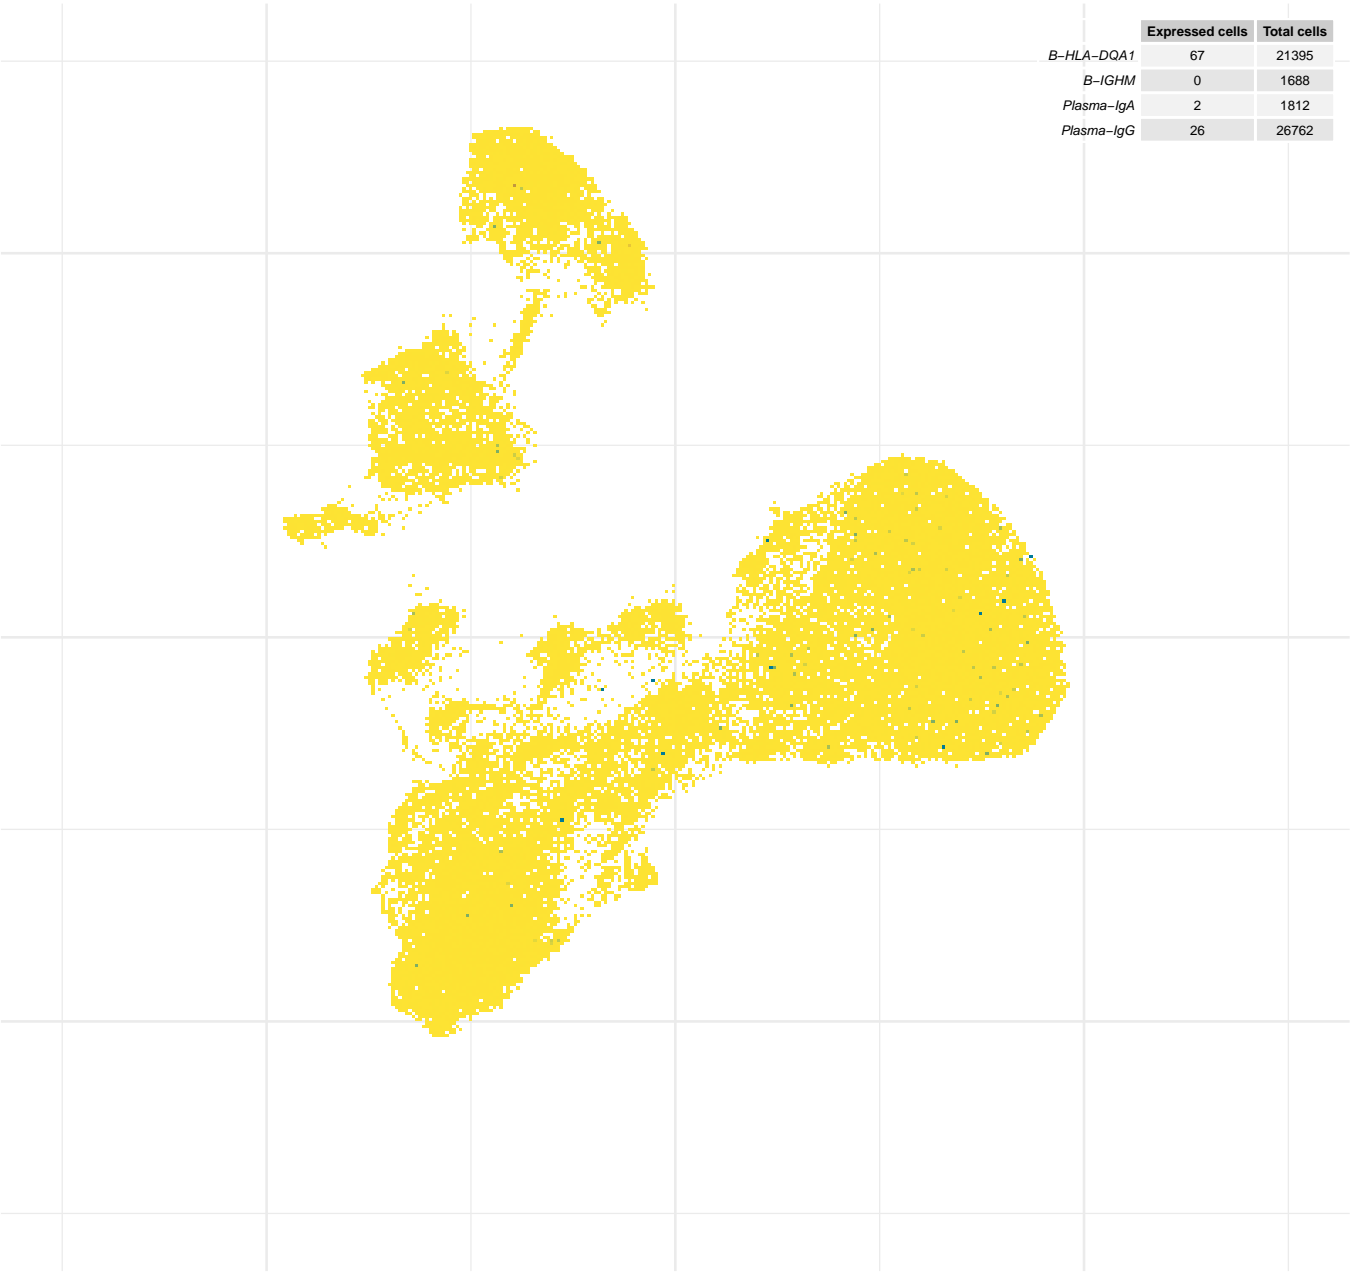 Expressed cells Total cells
B−HLA−DQA1 67 21395
B−IGHM 0 1688
Plasma−IgA 2 1812
Plasma−IgG 26 26762